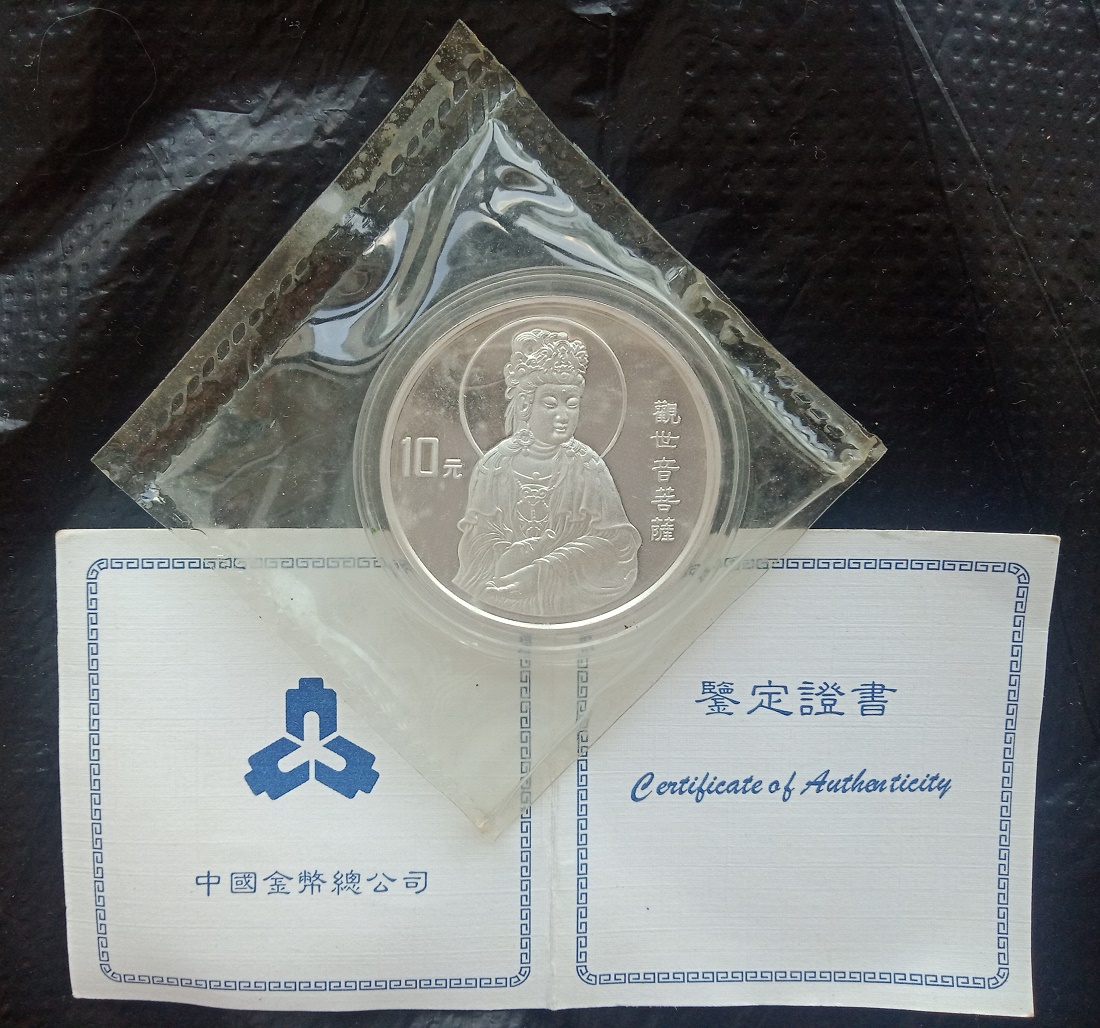 10元
觀世音菩薩
中國金幣總公司
鑒定證書
Certificate of Authenticity